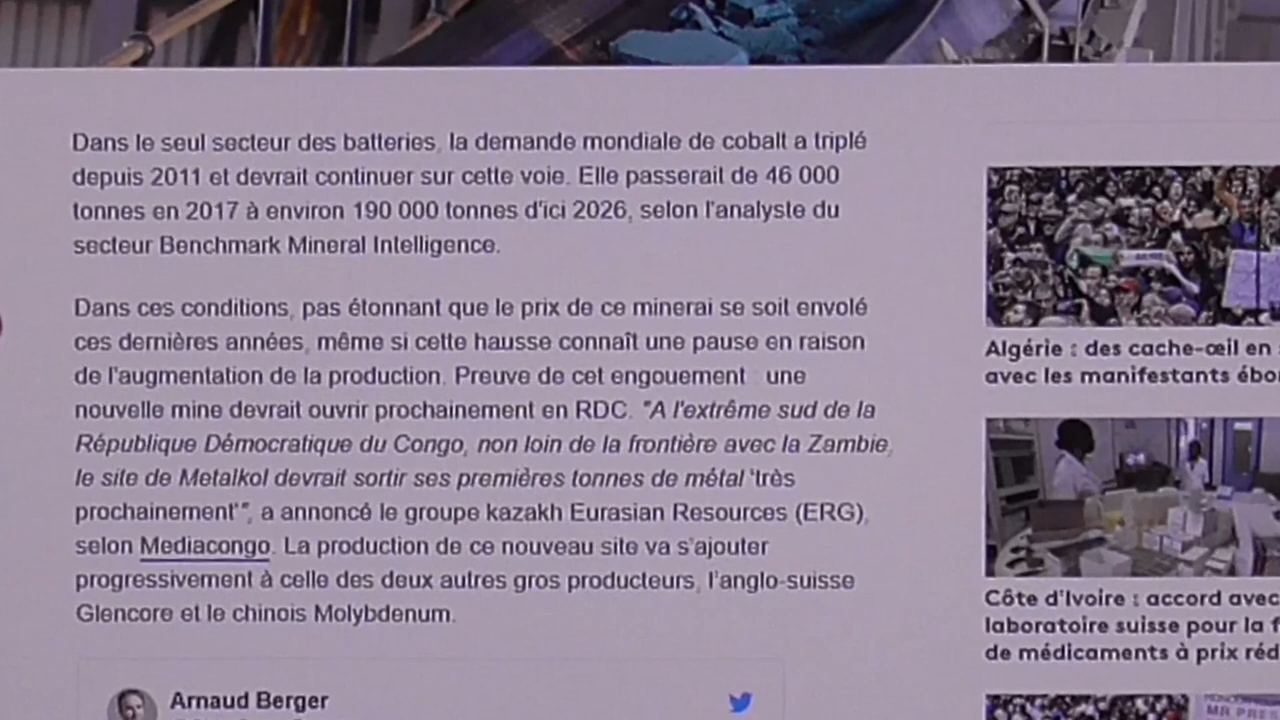 Dans le seul secteur des batteries, la demande mondiale de cobalt a triplé
depuis 2011 et devrait continuer sur cette voie. Elle passerait de 46 000
tonnes en 2017 à environ 190 000 tonnes d'ici 2026, selon l'analyste du
secteur Benchmark Mineral Intelligence.
Dans ces conditions, pas étonnant que le prix de ce minerai se soit envolé
ces dernières années, même si cette hausse connaît une pause en raison
de l'augmentation de la production. Preuve de cet engouement : une
nouvelle mine devrait ouvrir prochainement en RDC. "A l'extrême sud de la
République Démocratique du Congo, non loin de la frontière avec la Zambie,
le site de Metalkol devrait sortir ses premières tonnes de métal 'très
prochainement'", a annoncé le groupe kazakh Eurasian Resources (ERG),
selon Mediacongo. La production de ce nouveau site va s'ajouter
progressivement à celle des deux autres gros producteurs, l'anglo-suisse
Glencore et le chinois Molybdenum.
Arnaud Berger
Algérie : des cache-œil en
avec les manifestants ébo
Côte d'Ivoire : accord avec
laboratoire suisse pour la f
de médicaments à prix réd
MR PRES